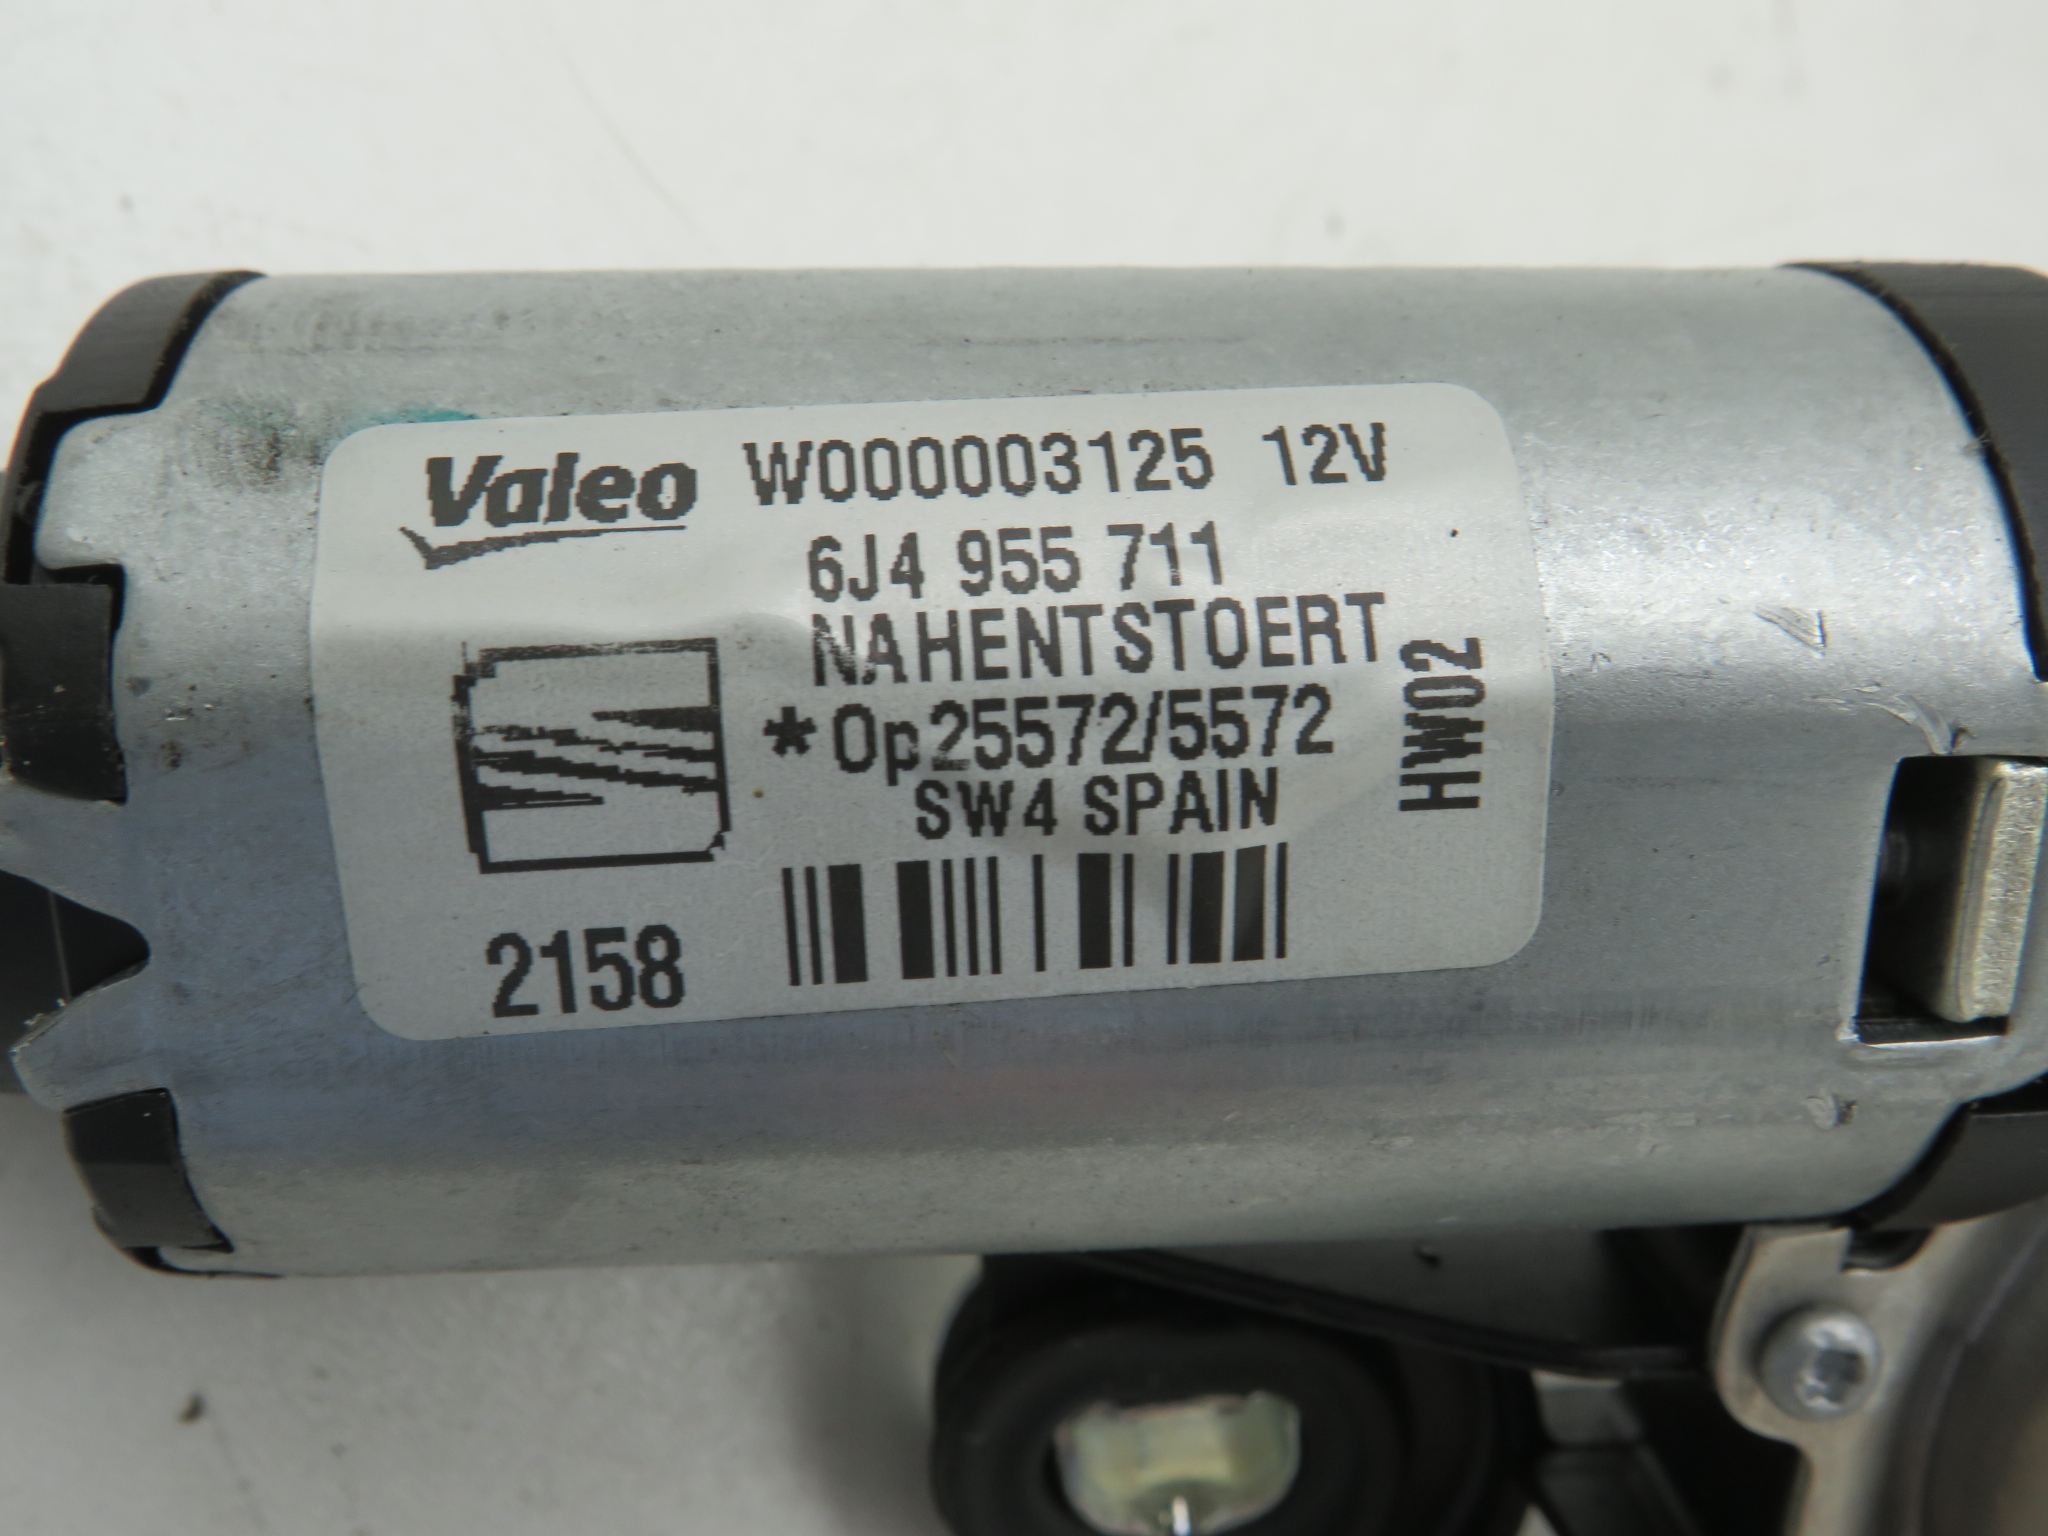 Valeo W000003125 12V
6J4 955 711
NAHENTSTOERT
*Op25572/5572
SW4 SPAIN
HW02
2158